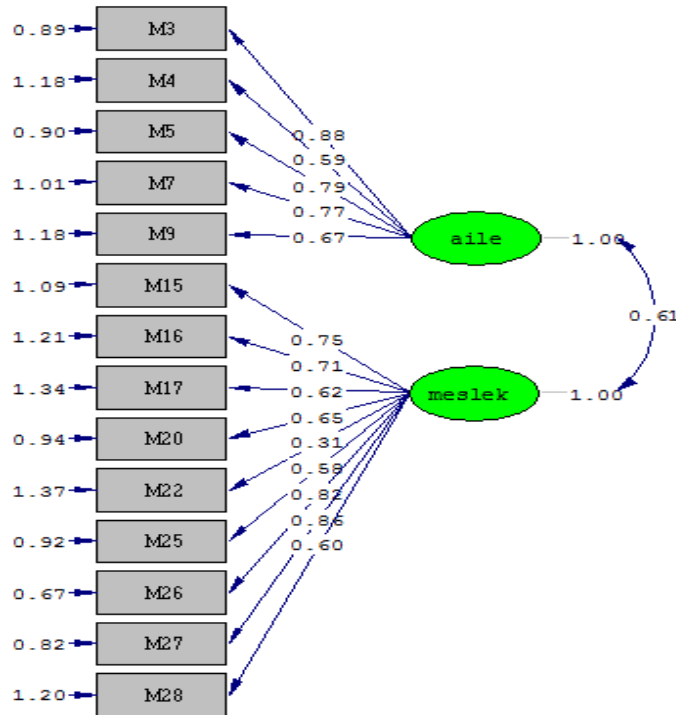 0.89 M3
1.18 M4
0.88
0.90 M5
0.59
0.79
1.01 M7
0.77
1.18 M9
0.67
aile 1.00
1.09 M15
0.61
1.21 M16
0.75
0.71
1.34 M17
0.62
meslek 1.00
0.65
0.94 M20
0.31
0.58
1.37 M22
0.82
0.86
0.92 M25
0.60
0.67 M26
0.82 M27
1.20 M28